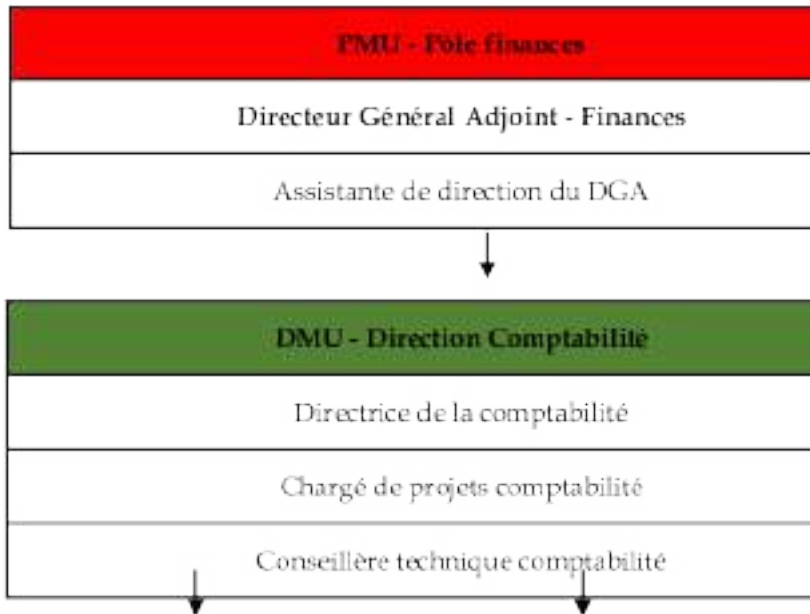 PMU - Pôle finances
Directeur Général Adjoint - Finances
Assistante de direction du DGA
DMU - Direction Comptabilité
Directrice de la comptabilité
Chargé de projets comptabilité
Conseillère technique comptabilité